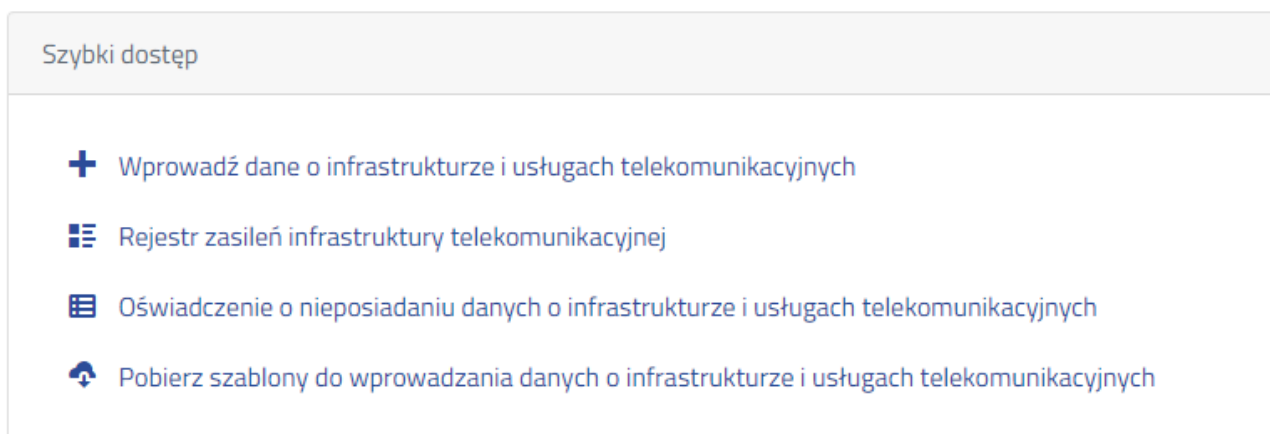 Szybki dostęp
Wprowadź dane o infrastrukturze i usługach telekomunikacyjnych
Rejestr zasileń infrastruktury telekomunikacyjnej
Oświadczenie o nieposiadaniu danych o infrastrukturze i usługach telekomunikacyjnych
Pobierz szablony do wprowadzania danych o infrastrukturze i usługach telekomunikacyjnych